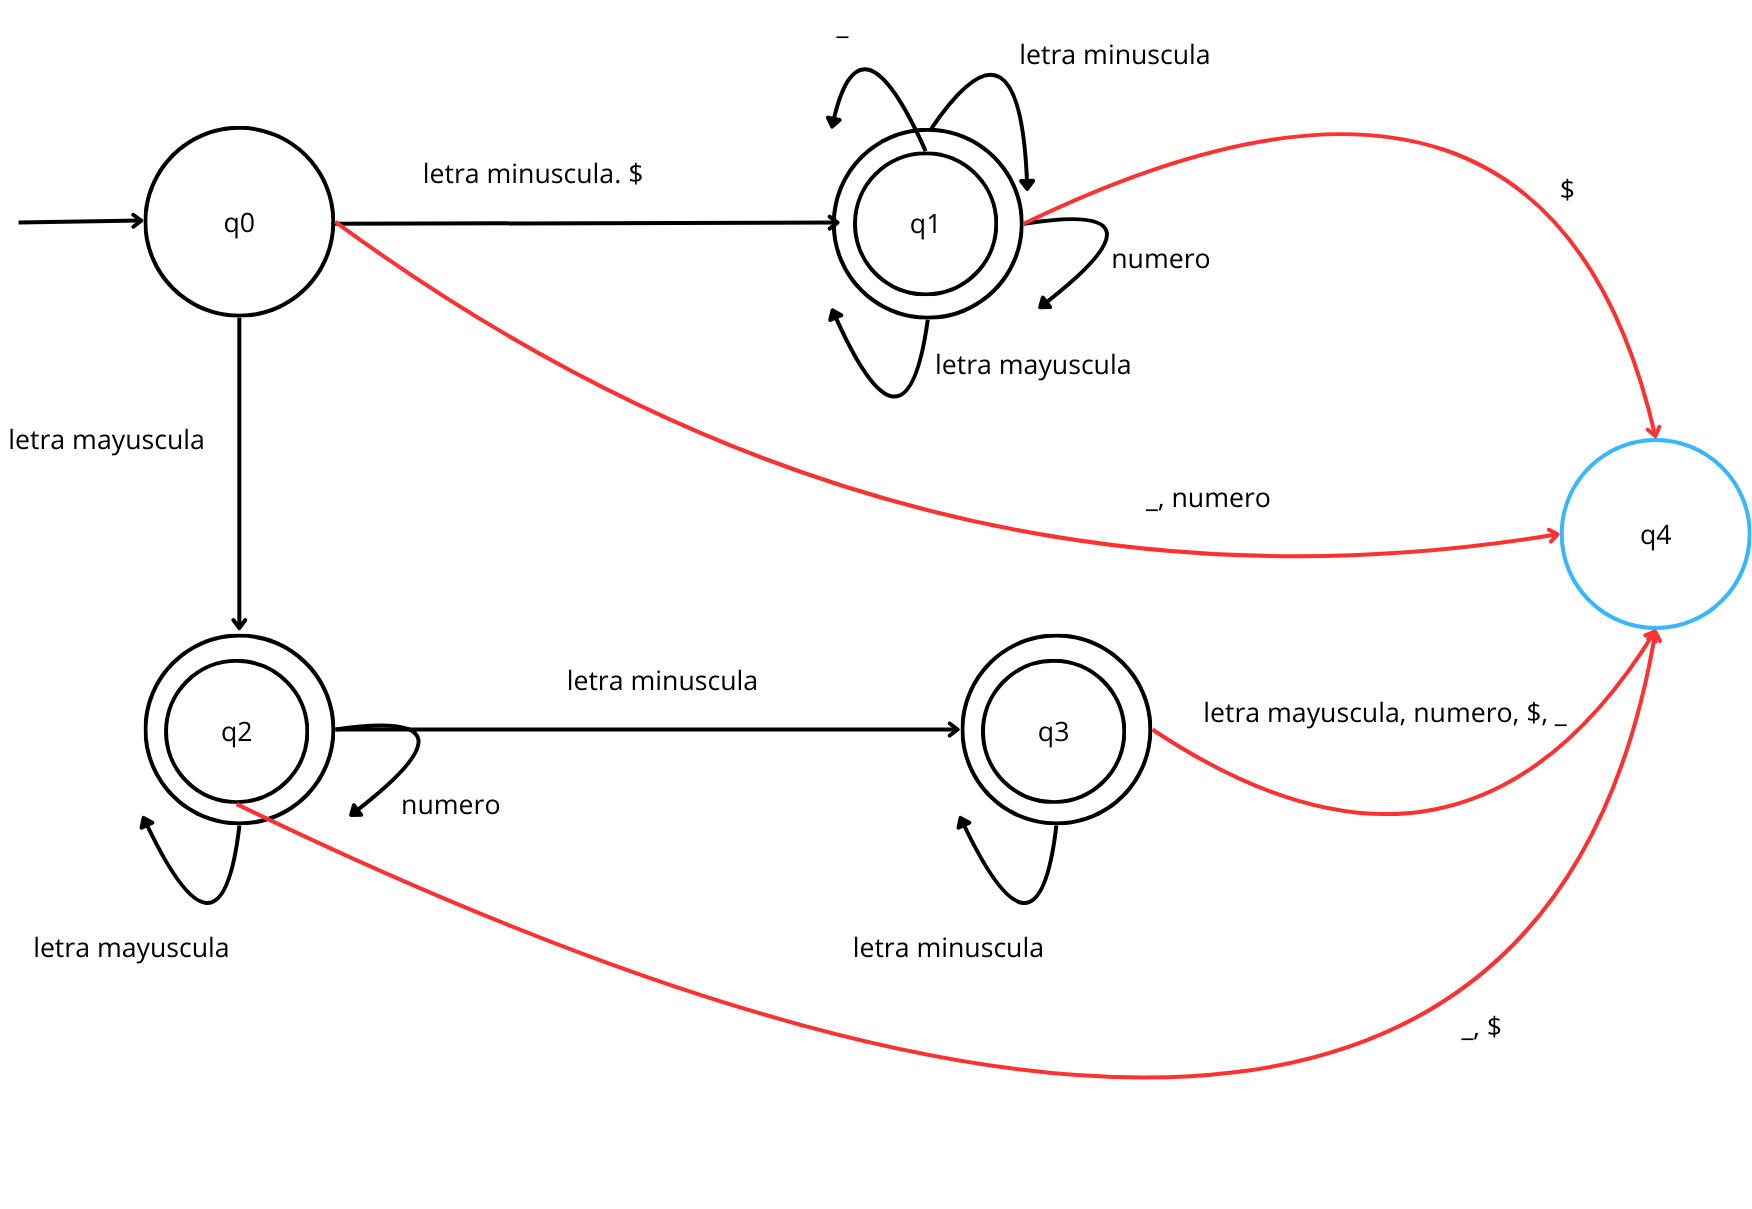 _
letra minuscula
letra minuscula. $
$
q0
q1
numero
letra mayuscula
letra mayuscula
_, numero
q4
letra minuscula
letra mayuscula, numero, $, _
q2
q3
numero
letra mayuscula
letra minuscula
_, $